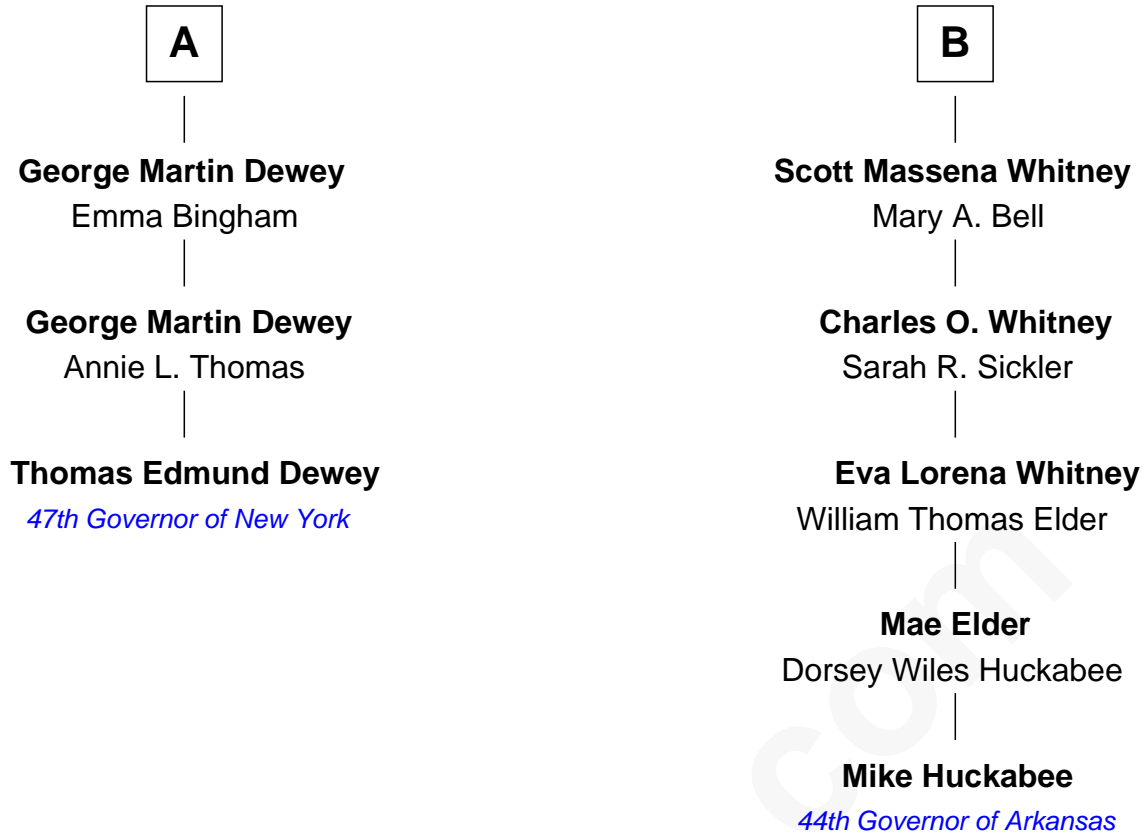 A
George Martin Dewey
Emma Bingham
George Martin Dewey
Annie L. Thomas
Thomas Edmund Dewey
47th Governor of New York
B
Scott Massena Whitney
Mary A. Bell
Charles O. Whitney
Sarah R. Sickler
Eva Lorena Whitney
William Thomas Elder
Mae Elder
Dorsey Wiles Huckabee
Mike Huckabee
44th Governor of Arkansas
com